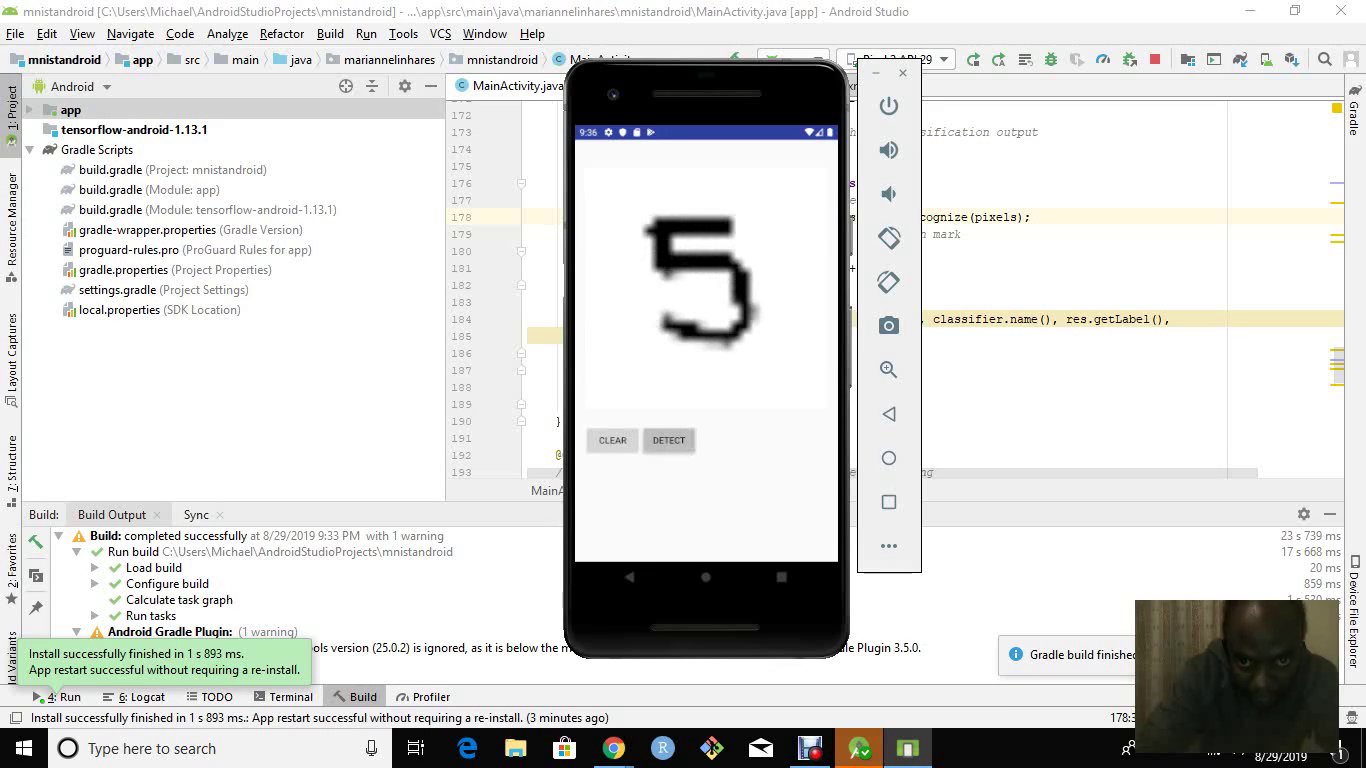 mnistandroid [C:\Users\Michael\AndroidStudioProjects\mnistandroid] - ...\app\src\main\java\mariannelinhares\mnistandroid\MainActivity.java [app] - Android Studio
File Edit View Navigate Code Analyze Refactor Build Run Tools VCS Window Help
mnistandroid app src main java mariannelinhares mnistandroid
Android
MainActivity.java
1: Project
Resource Manager
Layout Captures
7: Structure
2: Favorites
Gradle
Device File Explorer
app
tensorflow-android-1.13.1
Gradle Scripts
build.gradle (Project: mnistandroid)
build.gradle (Module: app)
build.gradle (Module: tensorflow-android-1.13.1)
gradle-wrapper.properties (Gradle Version)
proguard-rules.pro (ProGuard Rules for app)
gradle.properties (Project Properties)
settings.gradle (Project Settings)
local.properties (SDK Location)
172
173 sification output
174
175
176
177
178 cognize(pixels);
179 mark
180
181 +
182
183
184 , classifier.name(), res.getLabel(),
185
186
187
188
189
190 }
191
192
193
9:36
5
CLEAR DETECT
Build: Build Output Sync
Build: completed successfully at 8/29/2019 9:33 PM with 1 warning 23 s 739 ms
Run build C:\Users\Michael\AndroidStudioProjects\mnistandroid 17 s 668 ms
Load build 20 ms
Configure build 859 ms
Calculate task graph 1 s 530 ms
Run tasks
Android Gradle Plugin: (1 warning)
ols version (25.0.2) is ignored, as it is below the m le Plugin 3.5.0.
Install successfully finished in 1 s 893 ms.
App restart successful without requiring a re-install.
Gradle build finished
4: Run 6: Logcat TODO Terminal Build Profiler
Install successfully finished in 1 s 893 ms.: App restart successful without requiring a re-install. (3 minutes ago)
Type here to search
8/29/2019